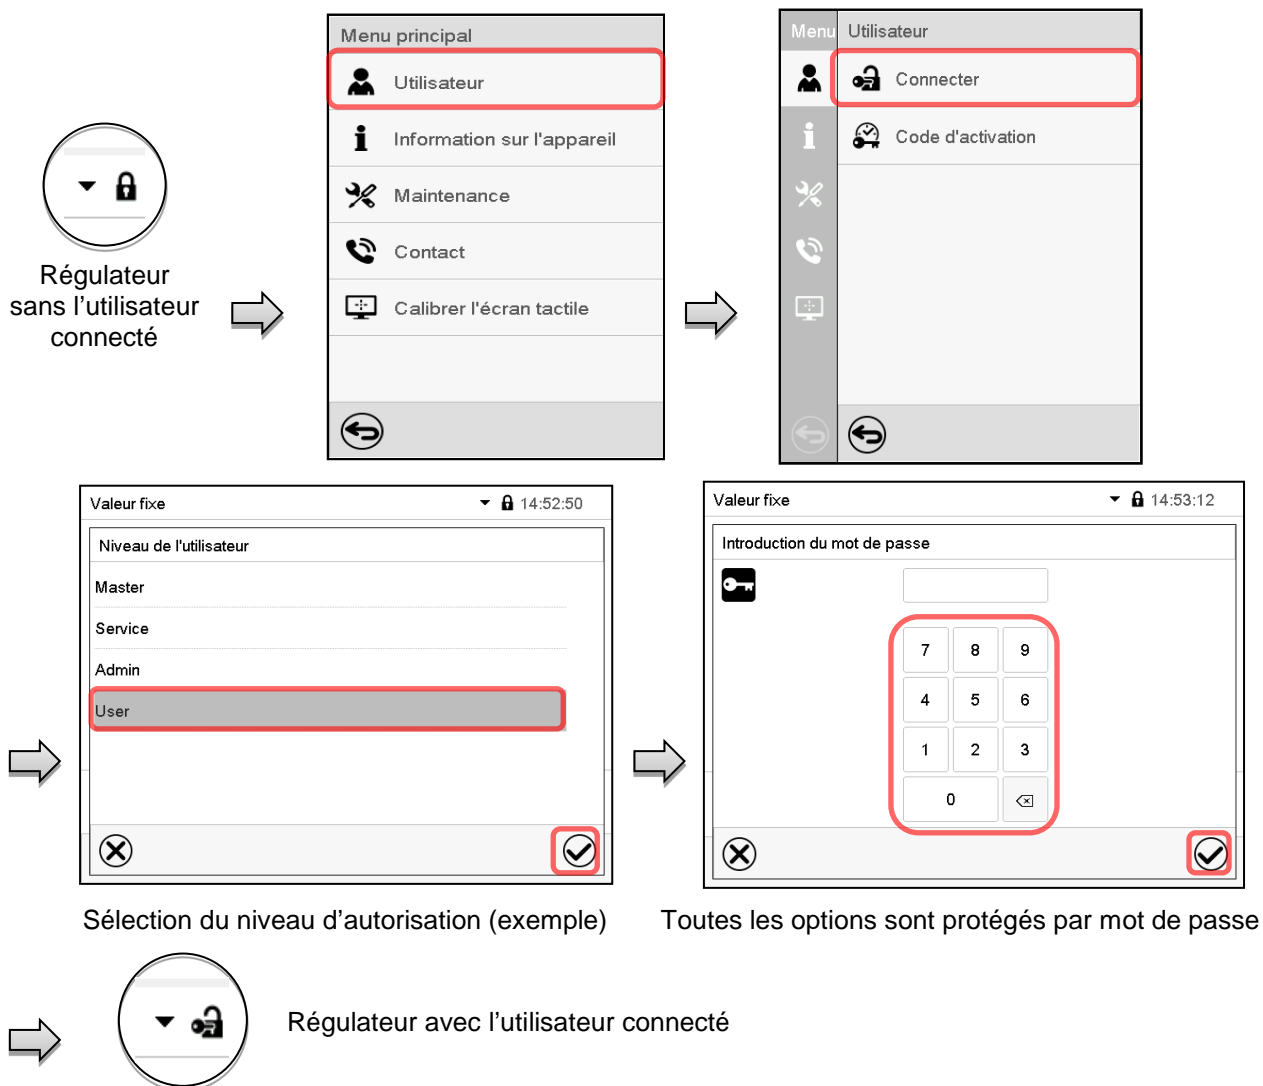 Régulateur
sans l’utilisateur
connecté
Menu principal
Utilisateur
Information sur l'appareil
Maintenance
Contact
Calibrer l'écran tactile
Menu
Utilisateur
Connecter
Code d'activation
Valeur fixe 14:52:50
Niveau de l'utilisateur
Master
Service
Admin
User
Sélection du niveau d’autorisation (exemple)
Valeur fixe 14:53:12
Introduction du mot de passe
7 8 9
4 5 6
1 2 3
0
Toutes les options sont protégés par mot de passe
Régulateur avec l’utilisateur connecté